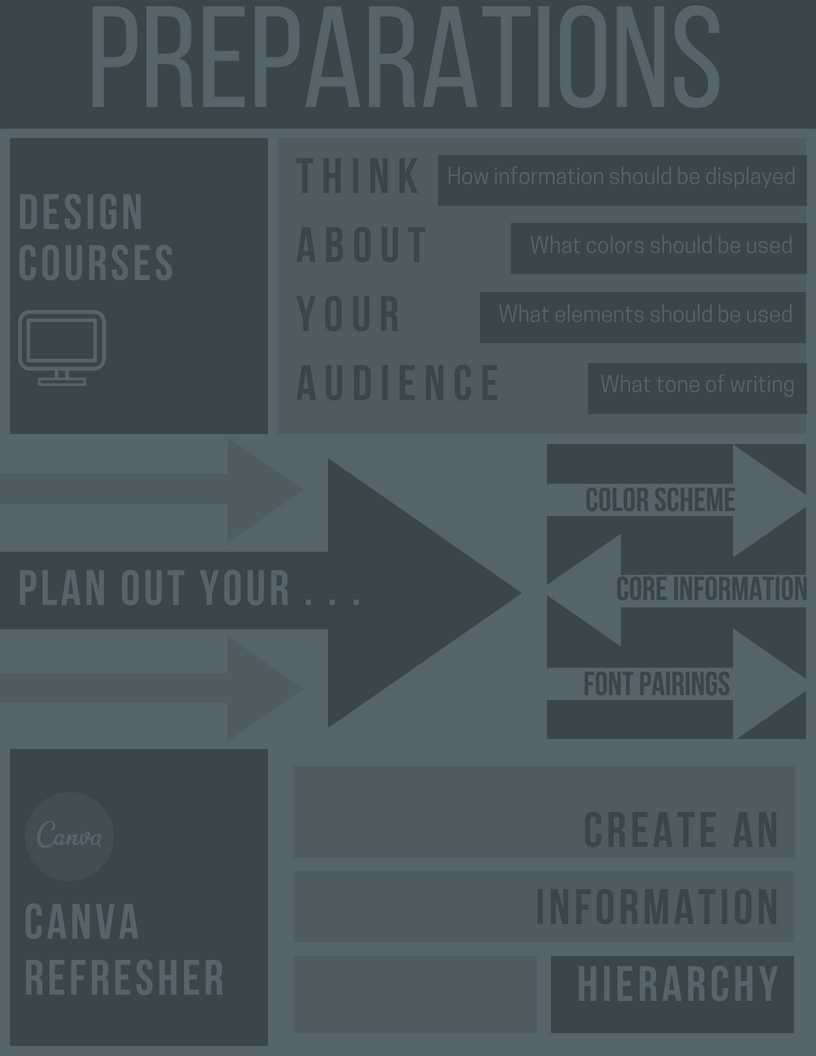 PREPARATIONS
DESIGN
COURSES
THINK
How information should be displayed
ABOUT
What colors should be used
YOUR
What elements should be used
AUDIENCE
What tone of writing
PLAN OUT YOUR . . .
COLOR SCHEME
CORE INFORMATION
FONT PAIRINGS
Canva
CANVA
REFRESHER
CREATE AN
INFORMATION
HIERARCHY